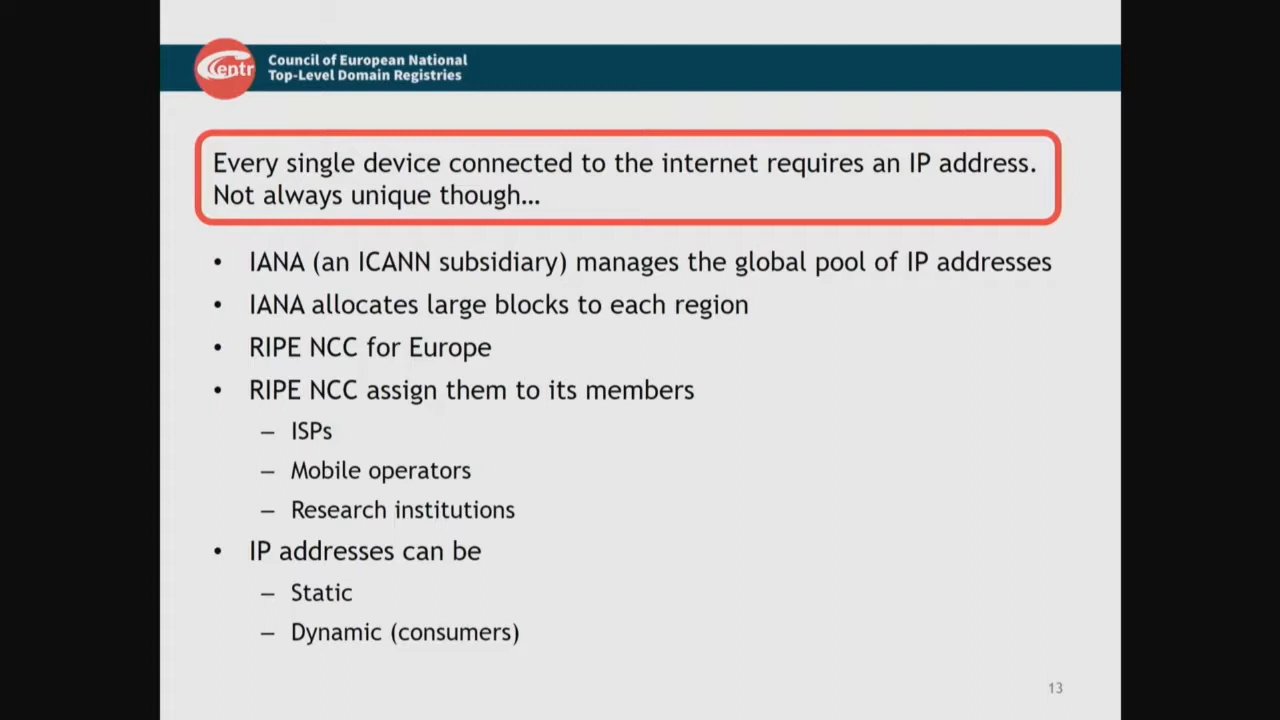 Centr
Council of European National
Top-Level Domain Registries
Every single device connected to the internet requires an IP address.
Not always unique though…
• IANA (an ICANN subsidiary) manages the global pool of IP addresses
• IANA allocates large blocks to each region
• RIPE NCC for Europe
• RIPE NCC assign them to its members
– ISPs
– Mobile operators
– Research institutions
• IP addresses can be
– Static
– Dynamic (consumers)
13